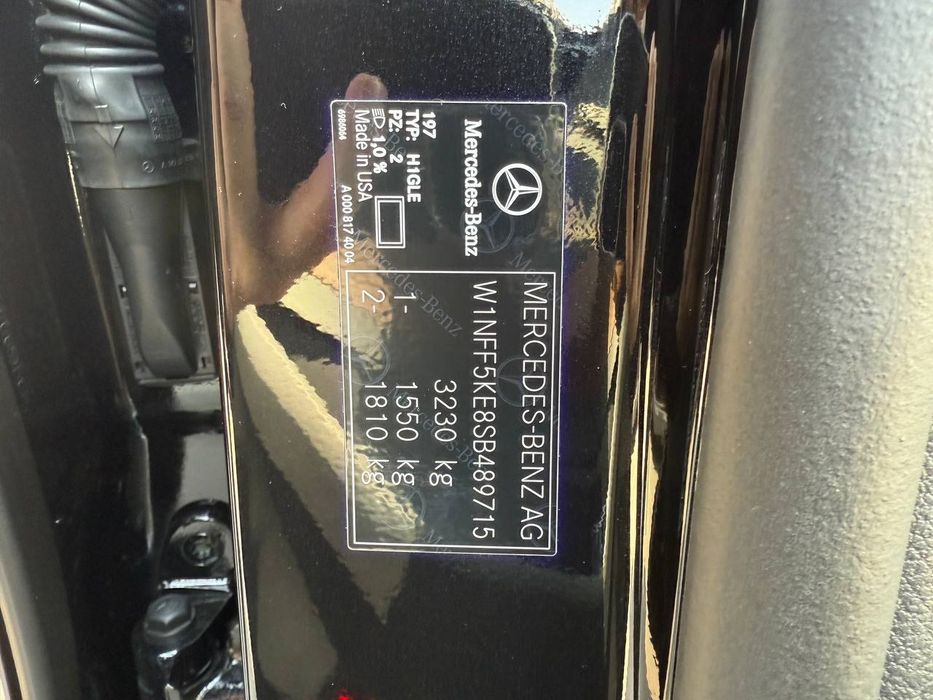 MERCEDES-BENZ AG
W1NFF5KE8SB489715
3230 kg
1- 1550 kg
2- 1810 kg
Mercedes-Benz
197
TYP: H1GLE
PZ: 2
1,0 %
Made in USA
A 000 817 40 04